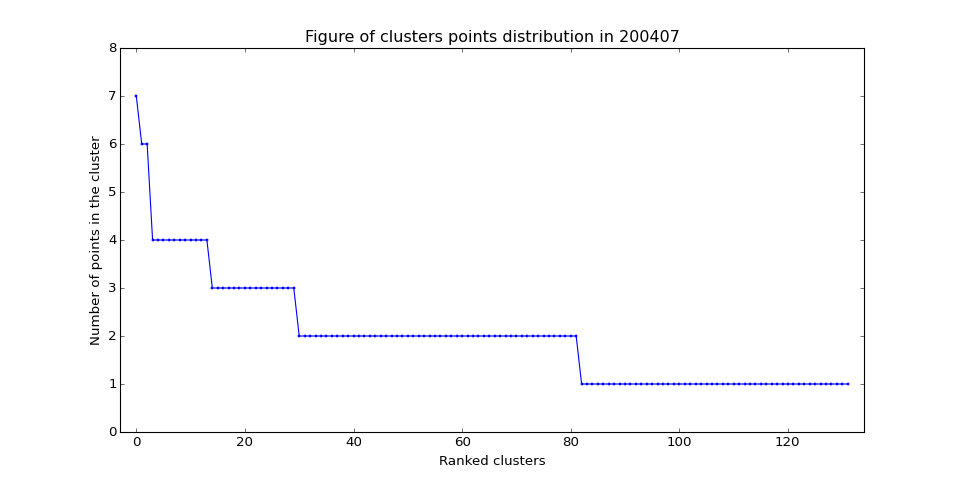 Figure of clusters points distribution in 200407
8
7
6
5
4
3
2
1
0
Number of points in the cluster
0 20 40 60 80 100 120
Ranked clusters